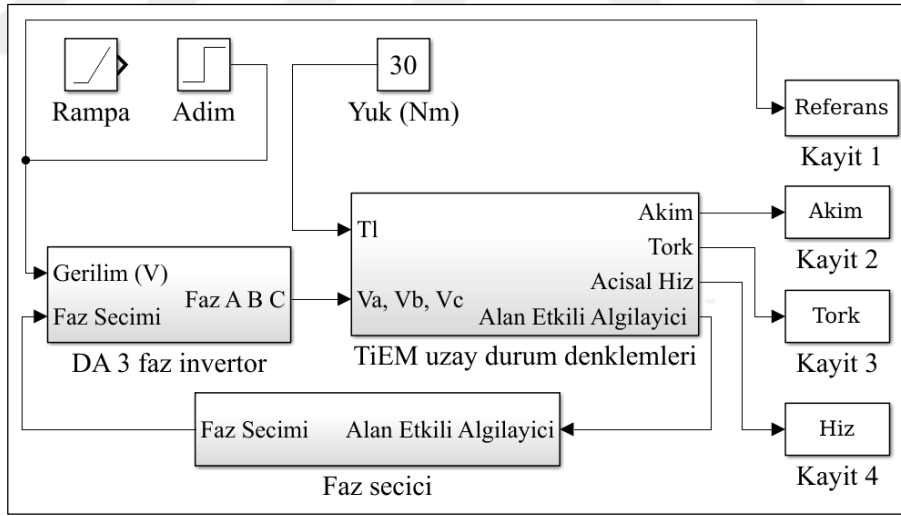 30
Rampa
Adim
Yuk (Nm)
Referans
Kayit 1
Akim
Kayit 2
Tl
Va, Vb, Vc
Akim
Tork
Acisal Hiz
Alan Etkili Algilayici
TiEM uzay durum denklemleri
Gerilim (V)
Faz Secimi
Faz A B C
DA 3 faz invertor
Tork
Kayit 3
Faz Secimi
Alan Etkili Algilayici
Faz secici
Hiz
Kayit 4